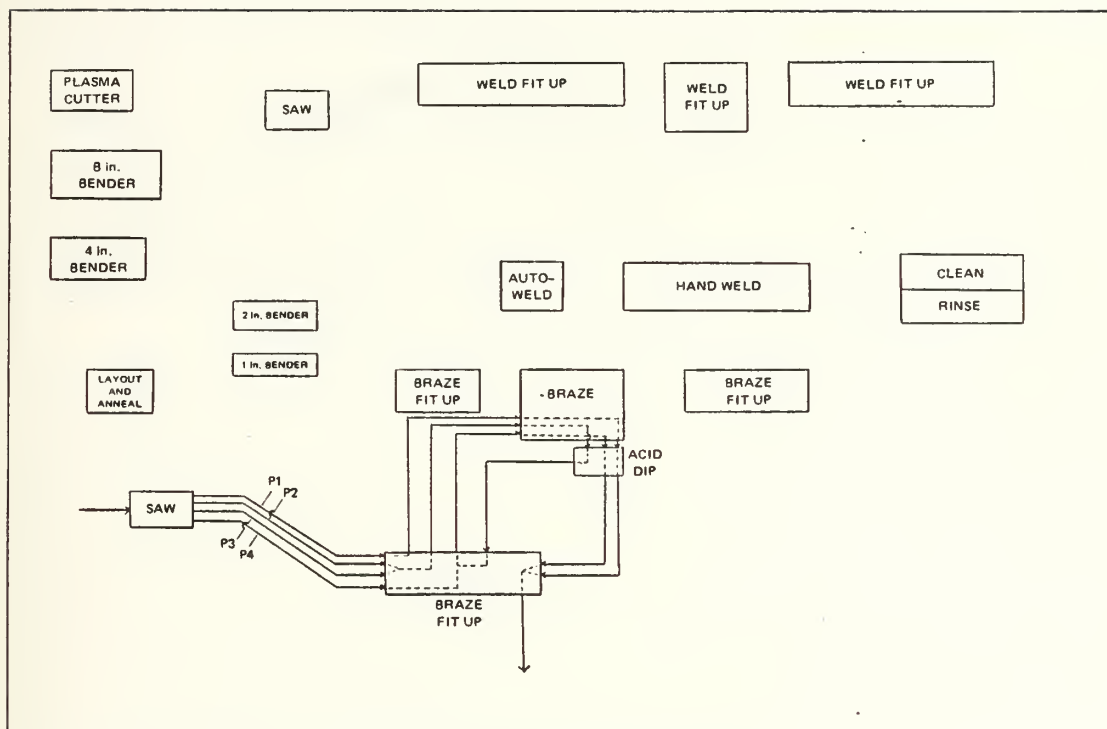 PLASMA
CUTTER
SAW
WELD FIT UP
WELD
FIT UP
WELD FIT UP
8 in.
BENDER
4 in.
BENDER
AUTO-
WELD
HAND WELD
CLEAN
RINSE
2 in. BENDER
1 in. BENDER
LAYOUT
AND
ANNEAL
BRAZE
FIT UP
BRAZE
BRAZE
FIT UP
ACID
DIP
P1
P2
SAW
P3
P4
BRAZE
FIT UP